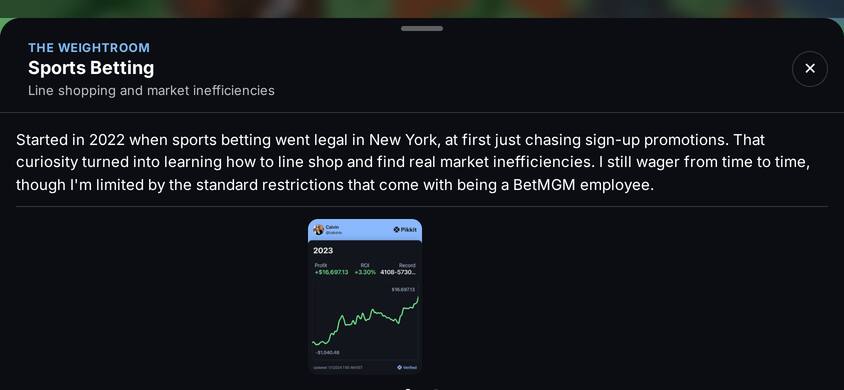 THE WEIGHTROOM
Sports Betting
Line shopping and market inefficiencies
Started in 2022 when sports betting went legal in New York, at first just chasing sign-up promotions. That
curiosity turned into learning how to line shop and find real market inefficiencies. I still wager from time to time,
though I'm limited by the standard restrictions that come with being a BetMGM employee.
Calvin
Pikkit
2023
Profit ROI Record
+$16,697.13 +3.30% 4108-5730...
$16,697.13
-$1,040.46
Verified